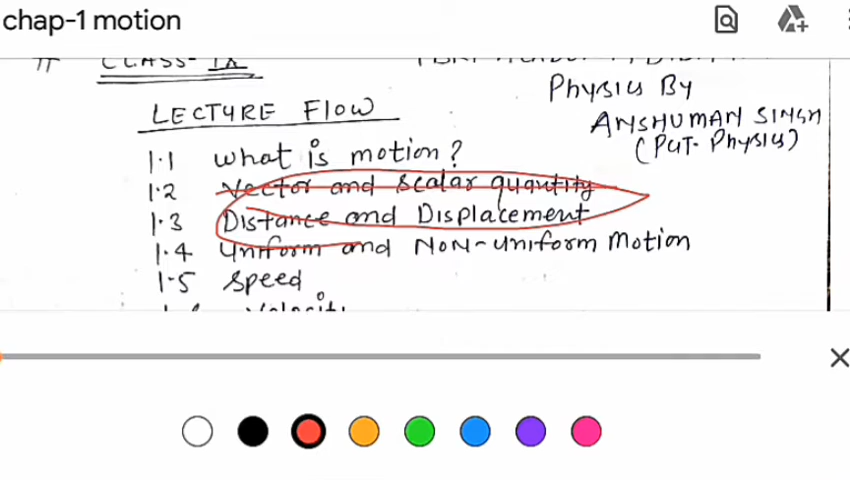 chap-1 motion
CLASS- IX
Physics By
LECTURE Flow
ANSHUMAN SINGH
(PGT- Physics)
1.1 what is motion?
1.2 Vector and scalar ququtity
1.3 Distance and Displacement
1.4 Uniform and NON-uniform Motion
1-5 speed
Velocity